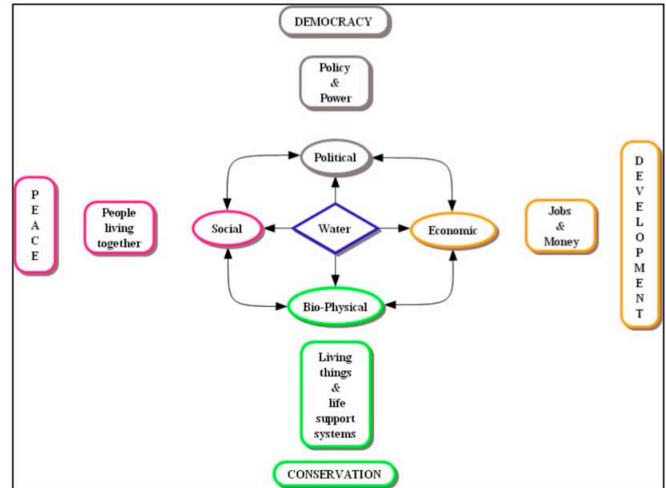 DEMOCRACY
Policy
&
Power
Political
P
E
A
C
E
People
living
together
Social
Water
Economic
Jobs
&
Money
D
E
V
E
L
O
P
M
E
N
T
Bio-Physical
Living
things
&
life
support
systems
CONSERVATION